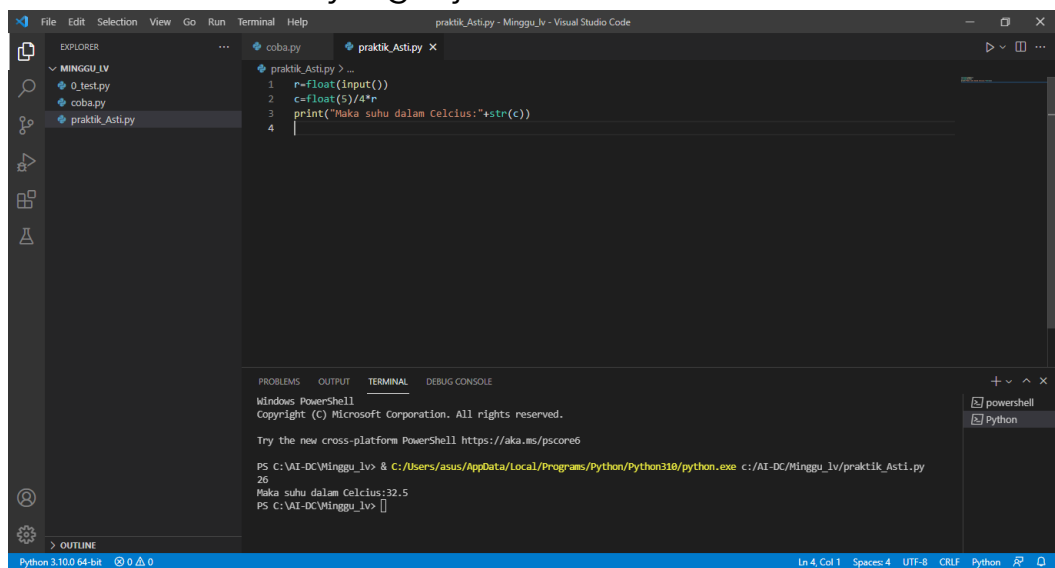 File Edit Selection View Go Run Terminal Help praktik_Asti.py - Minggu_lv - Visual Studio Code
EXPLORER
coba.py praktik_Asti.py
MINGGU_LV
0_test.py
coba.py
praktik_Asti.py
praktik_Asti.py > ...
1 r=float(input())
2 c=float(5)/4*r
3 print("Maka suhu dalam Celcius:"+str(c))
4
PROBLEMS OUTPUT TERMINAL DEBUG CONSOLE
Windows PowerShell
Copyright (C) Microsoft Corporation. All rights reserved.
Try the new cross-platform PowerShell https://aka.ms/pscore6
PS C:\AI-DC\Minggu_lv> & C:/Users/asus/AppData/Local/Programs/Python/Python310/python.exe c:/AI-DC/Minggu_lv/praktik_Asti.py
26
Maka suhu dalam Celcius:32.5
PS C:\AI-DC\Minggu_lv>
powershell
Python
> OUTLINE
Python 3.10.0 64-bit 0 0 Ln 4, Col 1 Spaces: 4 UTF-8 CRLF Python